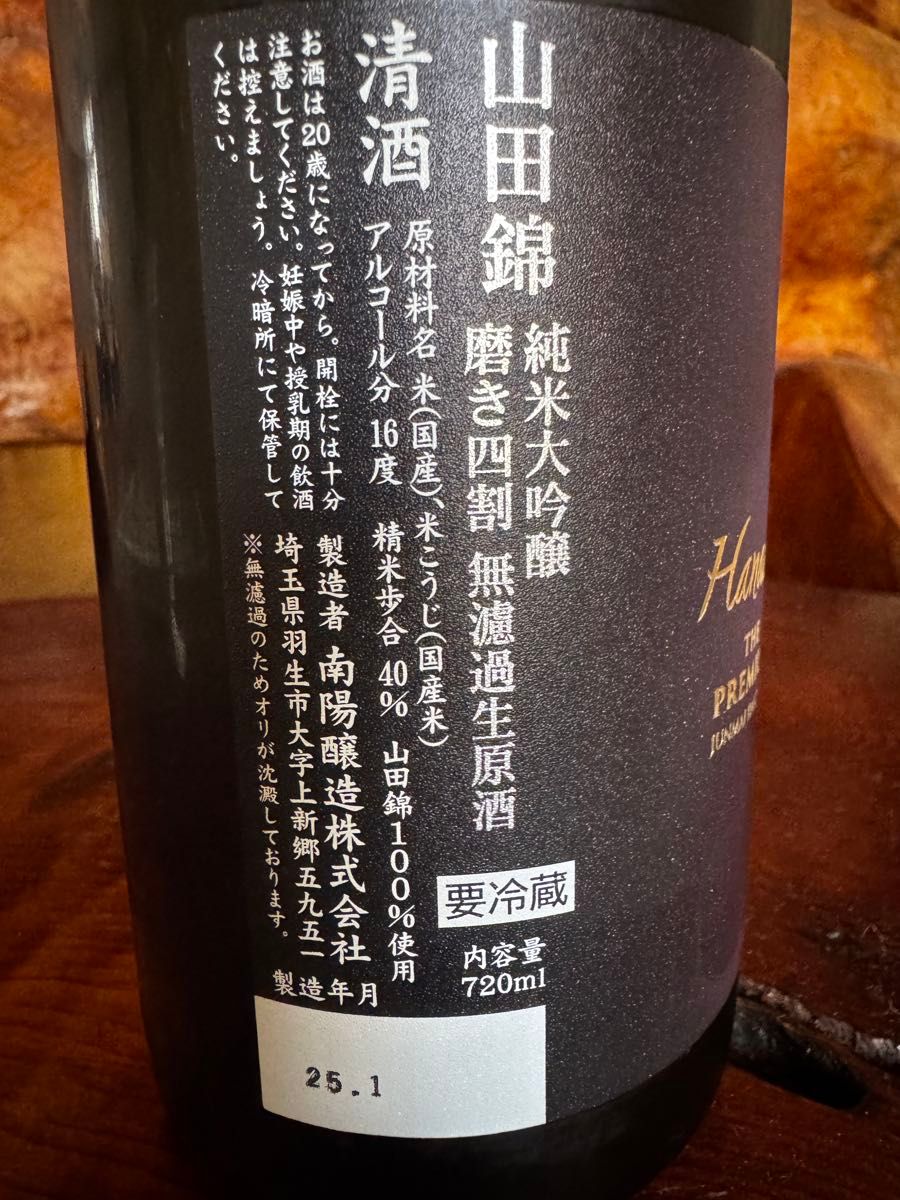 山田錦 純米大吟醸
磨き四割 無濾過生原酒
清酒
原材料名 米(国産)、米こうじ(国産米)
アルコール分 16度 精米歩合 40% 山田錦100%使用
お酒は20歳になってから。開栓には十分
注意してください。妊娠中や授乳期の飲酒
は控えましょう。冷暗所にて保管して
ください。
製造者 南陽醸造株式会社
埼玉県羽生市大字上新郷五九五一
※無濾過のためオリが沈澱しております。
要冷蔵
内容量
720ml
製造年月
25.1